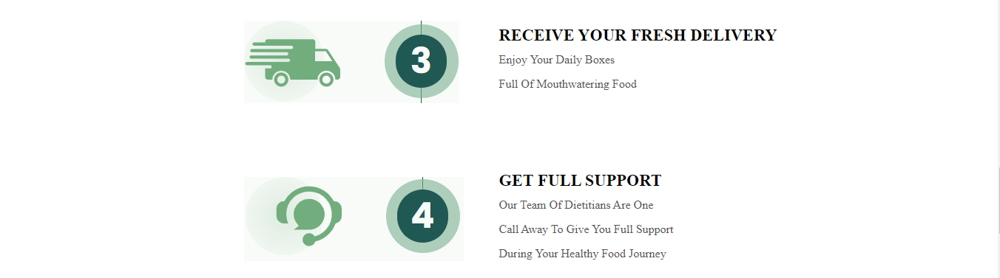 3
RECEIVE YOUR FRESH DELIVERY
Enjoy Your Daily Boxes
Full Of Mouthwatering Food
4
GET FULL SUPPORT
Our Team Of Dietitians Are One
Call Away To Give You Full Support
During Your Healthy Food Journey